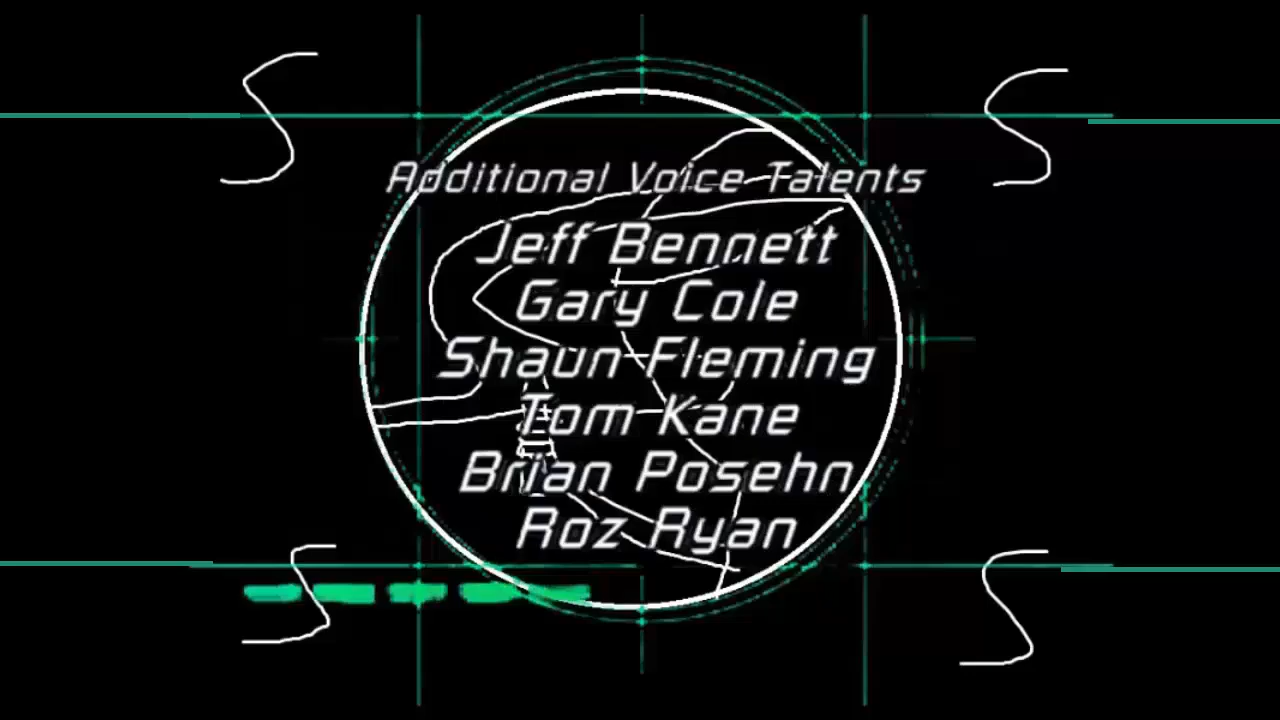 S S
Additional Voice Talents
Jeff Bennett
Gary Cole
Shaun Fleming
Tom Kane
Brian Posehn
Roz Ryan
S S